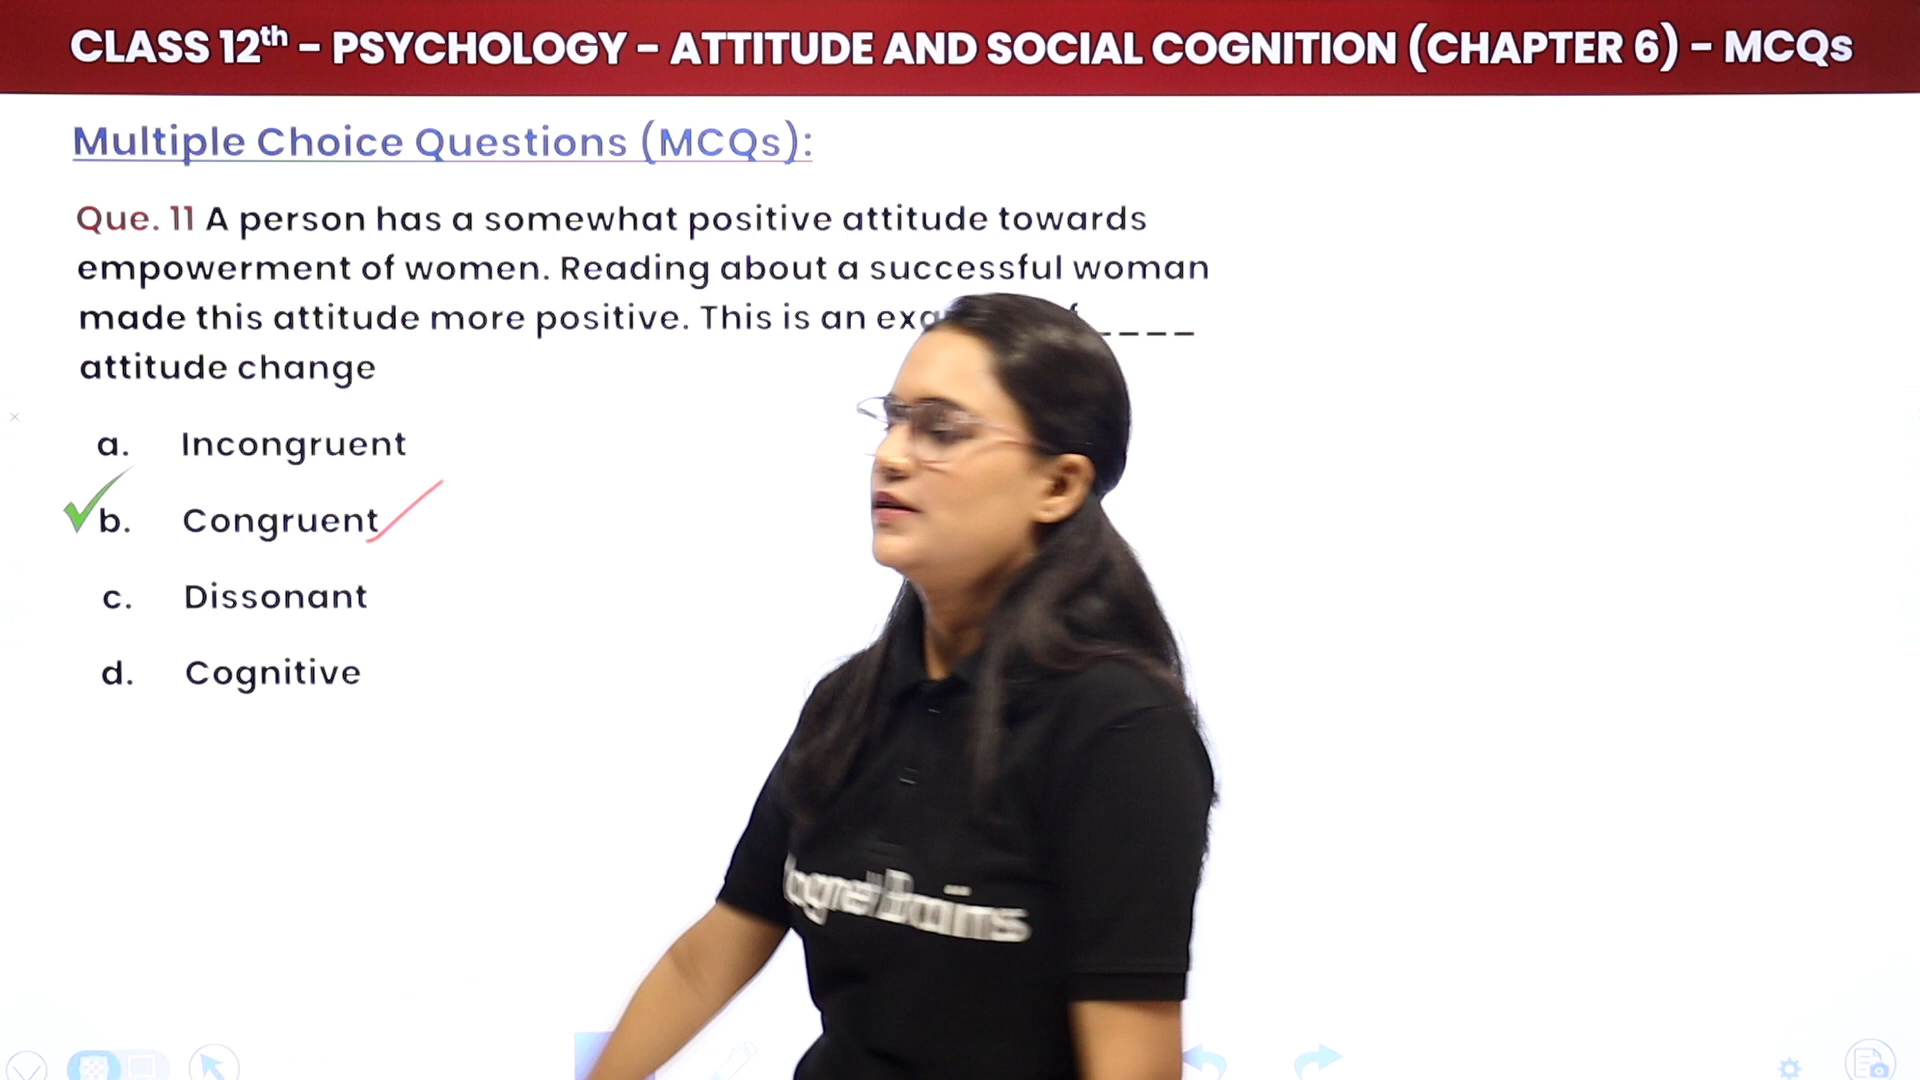 CLASS 12th – PSYCHOLOGY – ATTITUDE AND SOCIAL COGNITION (CHAPTER 6) – MCQs
Multiple Choice Questions (MCQs):
Que. 11 A person has a somewhat positive attitude towards
empowerment of women. Reading about a successful woman
made this attitude more positive. This is an ____
attitude change
a. Incongruent
b. Congruent
c. Dissonant
d. Cognitive
Brains